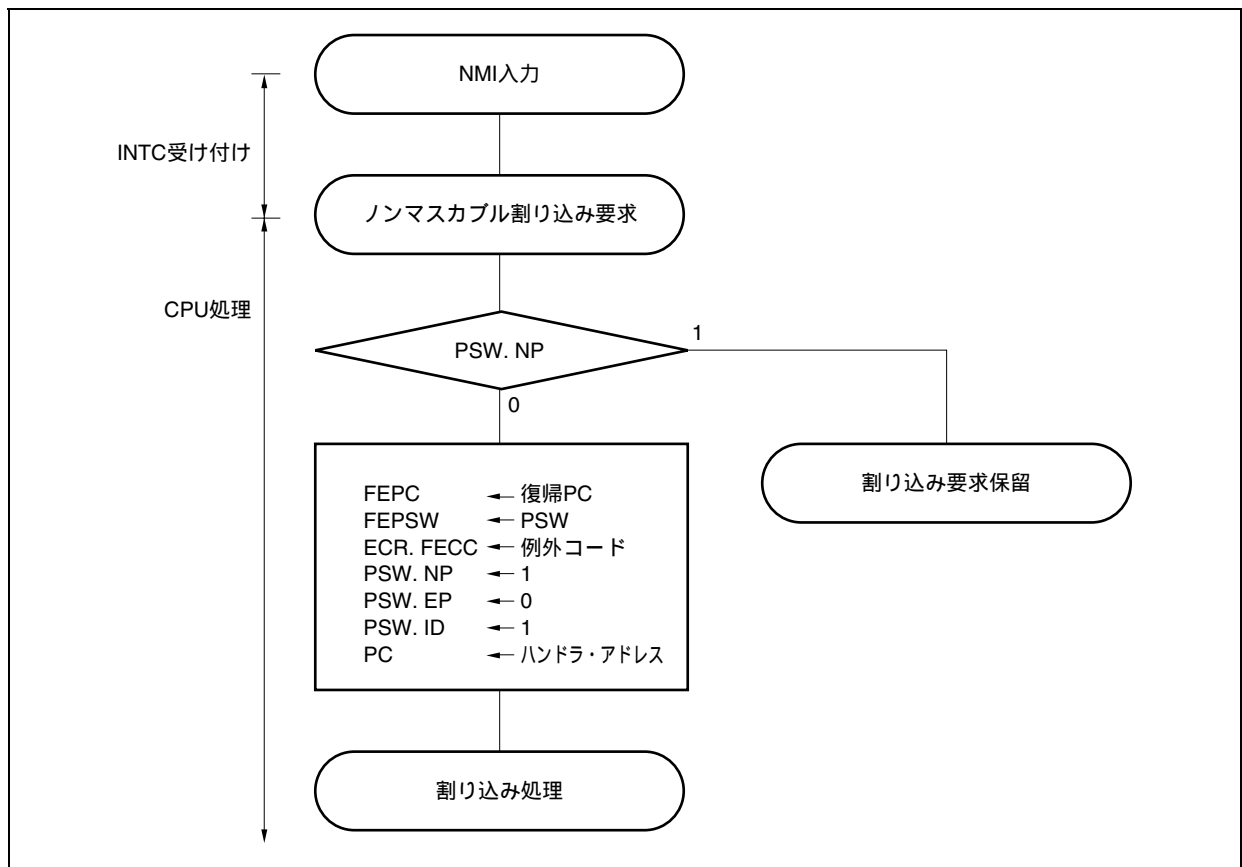 NMI入力
INTC受け付け
ノンマスカブル割り込み要求
CPU処理
PSW. NP
1
0
FEPC ← 復帰PC
FEPSW ← PSW
ECR. FECC ← 例外コード
PSW. NP ← 1
PSW. EP ← 0
PSW. ID ← 1
PC ← ハンドラ・アドレス
割り込み要求保留
割り込み処理